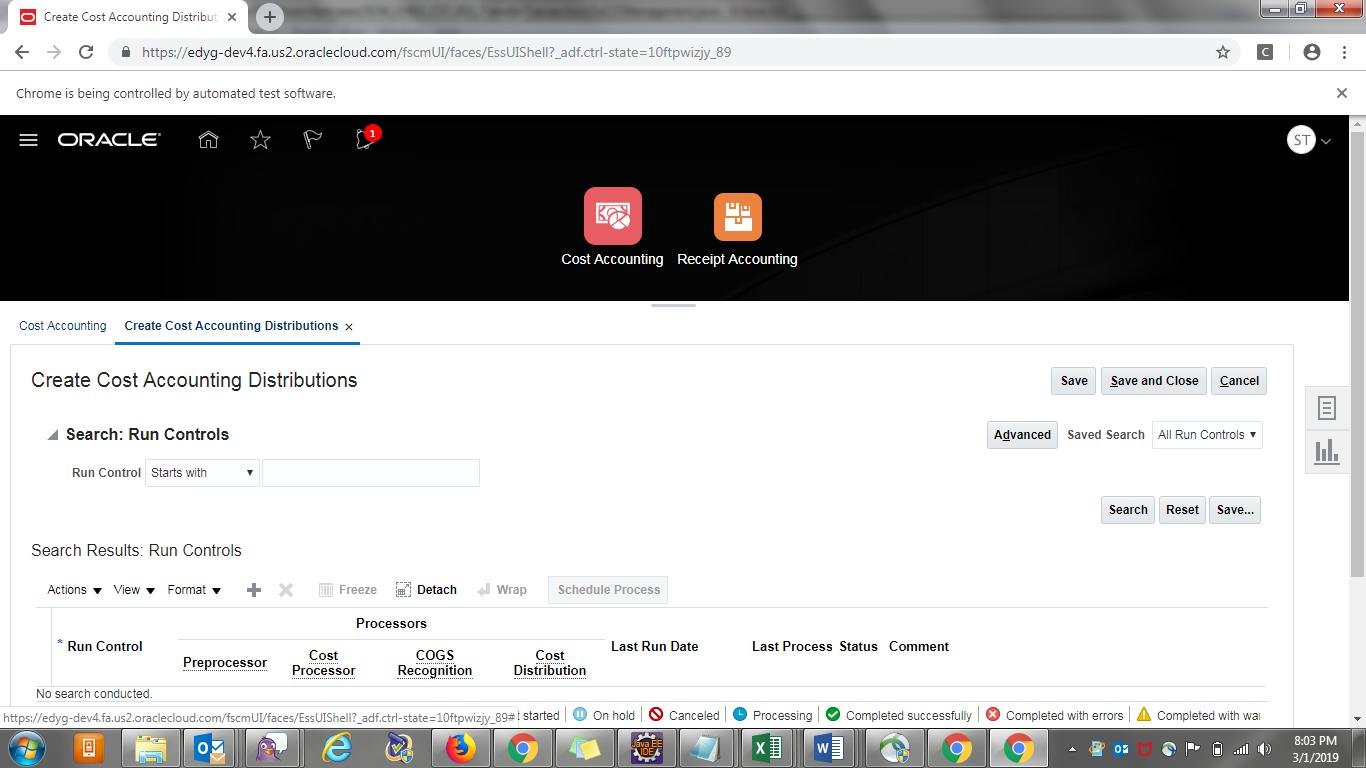 Create Cost Accounting Distribut
https://edyg-dev4.fa.us2.oraclecloud.com/fscmUI/faces/EssUIShell?_adf.ctrl-state=10ftpwizjy_89
C
Chrome is being controlled by automated test software.
ORACLE
1
ST
Cost Accounting
Receipt Accounting
Cost Accounting
Create Cost Accounting Distributions
Create Cost Accounting Distributions
Save
Save and Close
Cancel
Search: Run Controls
Advanced
Saved Search
All Run Controls
Run Control
Starts with
Search
Reset
Save...
Search Results: Run Controls
Actions
View
Format
Freeze
Detach
Wrap
Schedule Process
* Run Control
Processors
Preprocessor
Cost Processor
COGS Recognition
Cost Distribution
Last Run Date
Last Process
Status
Comment
No search conducted.
https://edyg-dev4.fa.us2.oraclecloud.com/fscmUI/faces/EssUIShell?_adf.ctrl-state=10ftpwizjy_89#
started
On hold
Canceled
Processing
Completed successfully
Completed with errors
Completed with war
Java EE IDE
8:03 PM
3/1/2019